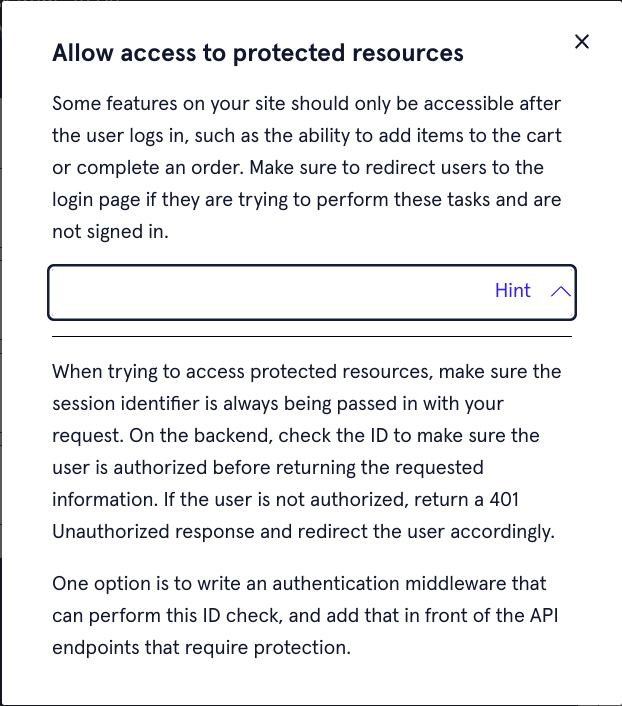 Allow access to protected resources
Some features on your site should only be accessible after
the user logs in, such as the ability to add items to the cart
or complete an order. Make sure to redirect users to the
login page if they are trying to perform these tasks and are
not signed in.
Hint
When trying to access protected resources, make sure the
session identifier is always being passed in with your
request. On the backend, check the ID to make sure the
user is authorized before returning the requested
information. If the user is not authorized, return a 401
Unauthorized response and redirect the user accordingly.
One option is to write an authentication middleware that
can perform this ID check, and add that in front of the API
endpoints that require protection.